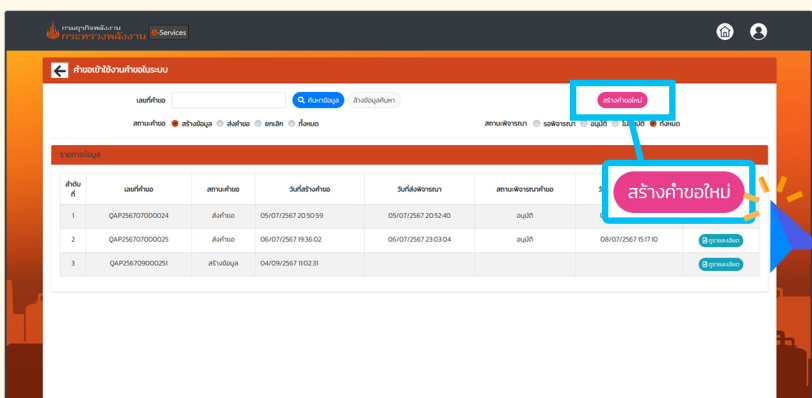 กรมธุรกิจพลังงาน
กระทรวงพลังงาน e-Services
คำขอเข้าใช้งานคำขอในระบบ
เลขที่คำขอ ค้นหาข้อมูล ล้างข้อมูลค้นหา สร้างคำขอใหม่
สถานะคำขอ สร้างข้อมูล ส่งคำขอ ยกเลิก ทั้งหมด สถานะพิจารณา รอพิจารณา อนุมัติ ทั้งหมด
รายการข้อมูล
ลำดับที่ เลขที่คำขอ สถานะคำขอ วันที่สร้างคำขอ วันที่ส่งพิจารณา สถานะพิจารณาคำขอ
สร้างคำขอใหม่
1 QAP256707000024 ส่งคำขอ 05/07/2567 20:50:59 05/07/2567 20:52:40 อนุมัติ
2 QAP256707000025 ส่งคำขอ 06/07/2567 19:36:02 06/07/2567 23:03:04 อนุมัติ 08/07/2567 15:17:10 ดูรายละเอียด
3 QAP256709000251 สร้างข้อมูล 04/09/2567 11:02:31 ดูรายละเอียด